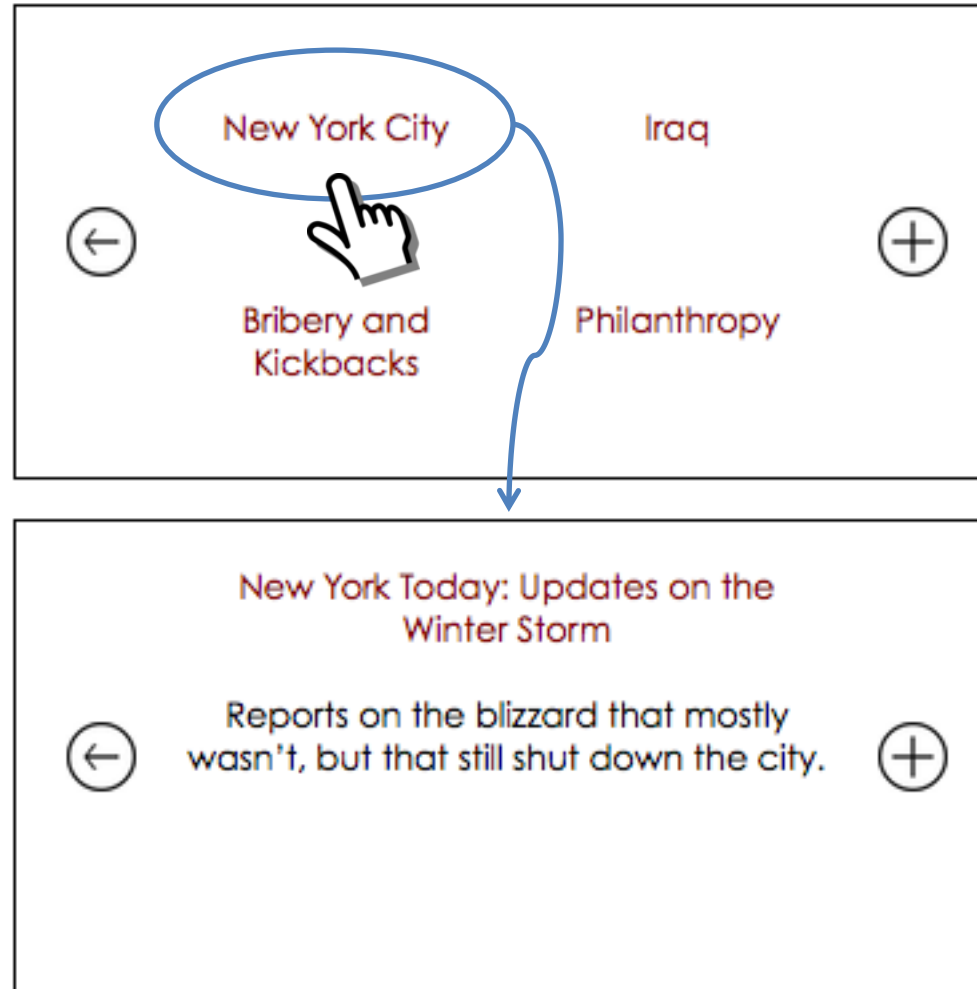 New York City
Iraq
Bribery and
Kickbacks
Philanthropy
New York Today: Updates on the
Winter Storm
Reports on the blizzard that mostly
wasn't, but that still shut down the city.